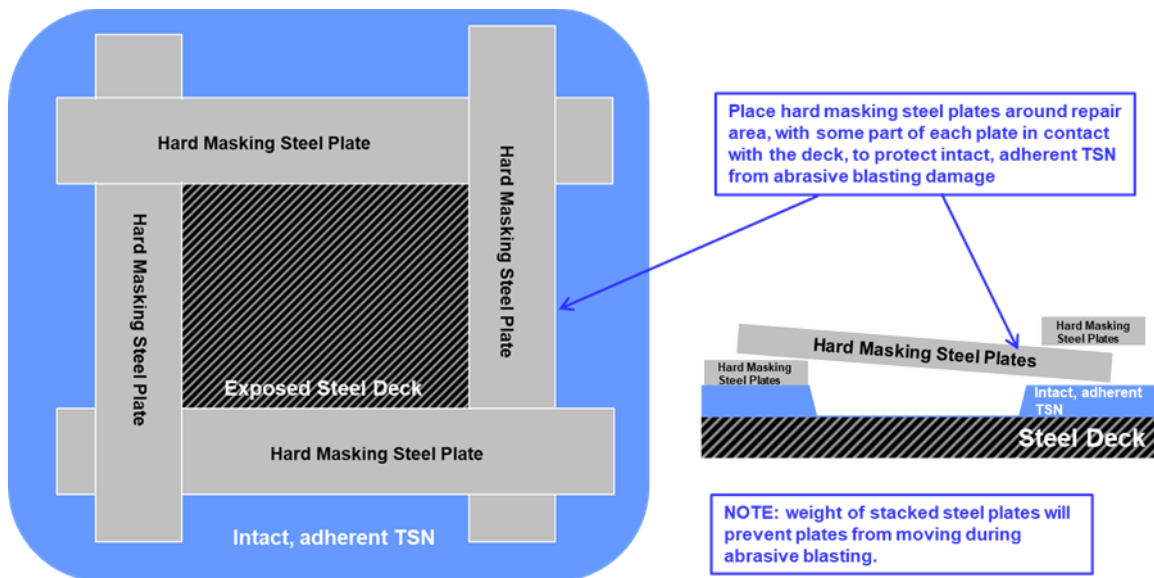 Hard Masking Steel Plate
Hard Masking Steel Plate
Hard Masking Steel Plate
Exposed Steel Deck
Hard Masking Steel Plate
Intact, adherent TSN
Place hard masking steel plates around repair
area, with some part of each plate in contact
with the deck, to protect intact, adherent TSN
from abrasive blasting damage
Hard Masking
Steel Plates
Hard Masking Steel Plates
Hard Masking
Steel Plates
Intact, adherent
TSN
Steel Deck
NOTE: weight of stacked steel plates will
prevent plates from moving during
abrasive blasting.